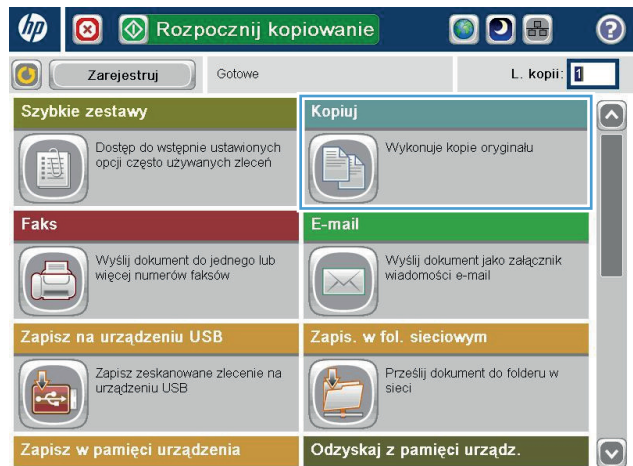 hp
Rozpocznij kopiowanie
?
Zarejestruj
Gotowe
L. kopii: 1
Szybkie zestawy
Dostęp do wstępnie ustawionych
opcji często używanych zleceń
Kopiuj
Wykonuje kopie oryginału
Faks
Wyślij dokument do jednego lub
więcej numerów faksów
E-mail
Wyślij dokument jako załącznik
wiadomości e-mail
Zapisz na urządzeniu USB
Zapisz zeskanowane zlecenie na
urządzeniu USB
Zapis. w fol. sieciowym
Prześlij dokument do folderu w
sieci
Zapisz w pamięci urządzenia
Odzyskaj z pamięci urządz.